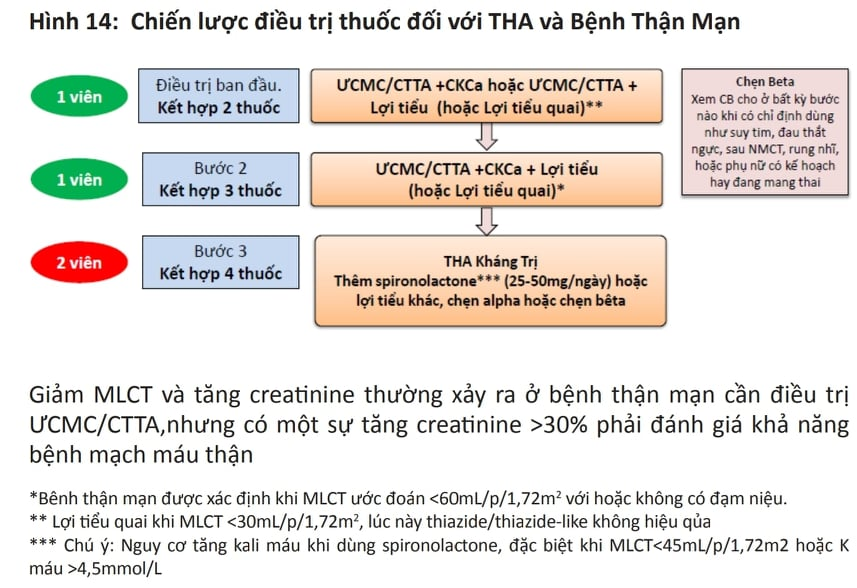 Hình 14:  Chiến lược điều trị thuốc đối với THA và Bệnh Thận Mạn
1 viên
Điều trị ban đầu.
Kết hợp 2 thuốc
ƯCMC/CTTA +CKCa hoặc ƯCMC/CTTA +
Lợi tiểu  (hoặc Lợi tiểu quai)**
Chẹn Beta
Xem CB cho ở bất kỳ bước
nào khi có chỉ định dùng
như suy tim, đau thắt
ngực, sau NMCT, rung nhĩ,
hoặc phụ nữ có kế hoạch
hay đang mang thai
1 viên
Bước 2
Kết hợp 3 thuốc
ƯCMC/CTTA +CKCa + Lợi tiểu
(hoặc Lợi tiểu quai)*
2 viên
Bước 3
Kết hợp 4 thuốc
THA Kháng Trị
Thêm spironolactone*** (25-50mg/ngày) hoặc
lợi tiểu khác, chẹn alpha hoặc chẹn bêta
Giảm MLCT và tăng creatinine thường xảy ra ở bệnh thận mạn cần điều trị
ƯCMC/CTTA,nhưng có một sự tăng creatinine >30% phải đánh giá khả năng
bệnh mạch máu thận
*Bênh thận mạn được xác định khi MLCT ước đoán <60mL/p/1,72m² với hoặc không có đạm niệu.
** Lợi tiểu quai khi MLCT <30mL/p/1,72m², lúc này thiazide/thiazide-like không hiệu qủa
*** Chú ý: Nguy cơ tăng kali máu khi dùng spironolactone, đặc biệt khi MLCT<45mL/p/1,72m2 hoặc K
máu >4,5mmol/L